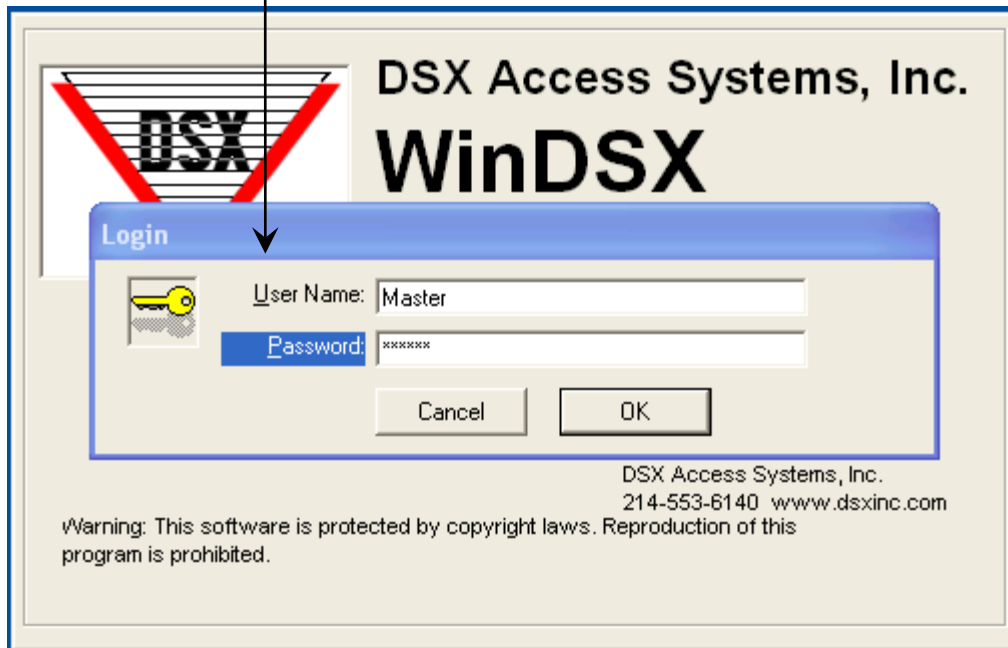 DSX
DSX Access Systems, Inc.
WinDSX
Login
User Name: Master
Password: ******
Cancel OK
DSX Access Systems, Inc.
214-553-6140 www.dsxinc.com
Warning: This software is protected by copyright laws. Reproduction of this
program is prohibited.